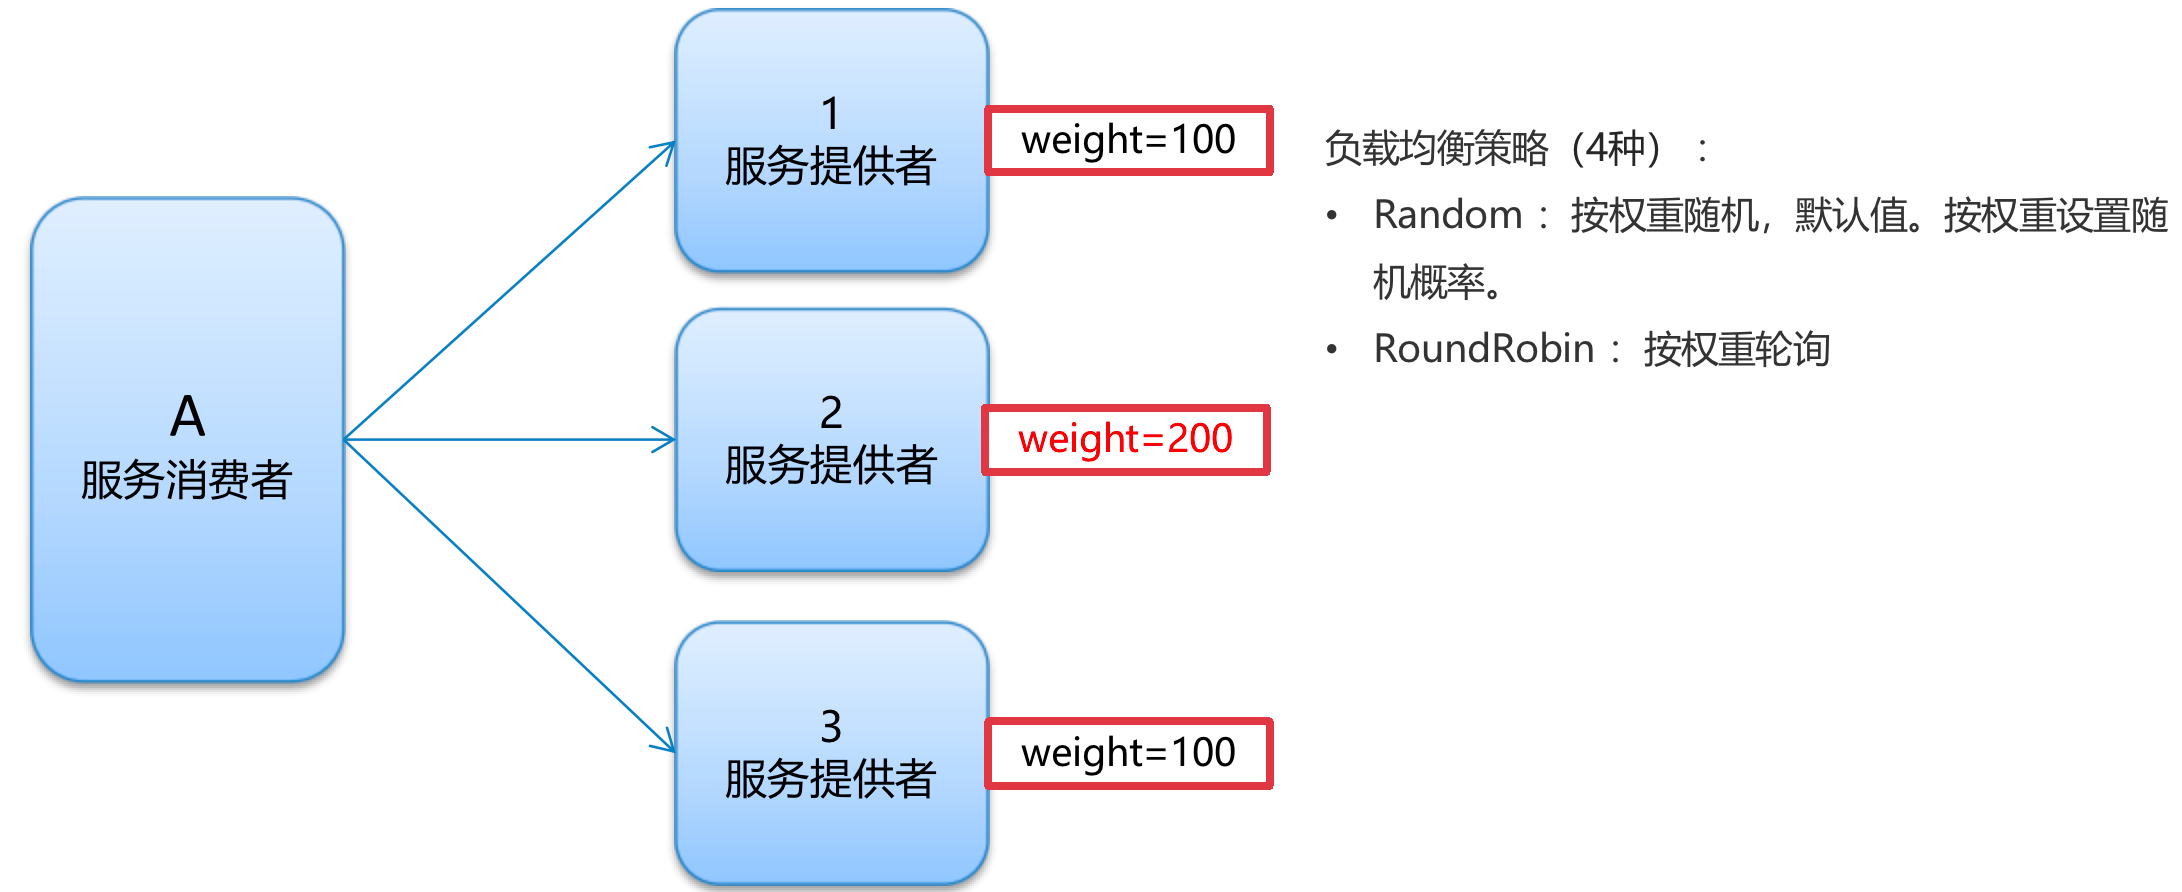 A
服务消费者
1
服务提供者
weight=100
2
服务提供者
weight=200
3
服务提供者
weight=100
负载均衡策略（4种）：
• Random：按权重随机，默认值。按权重设置随
机概率。
• RoundRobin：按权重轮询